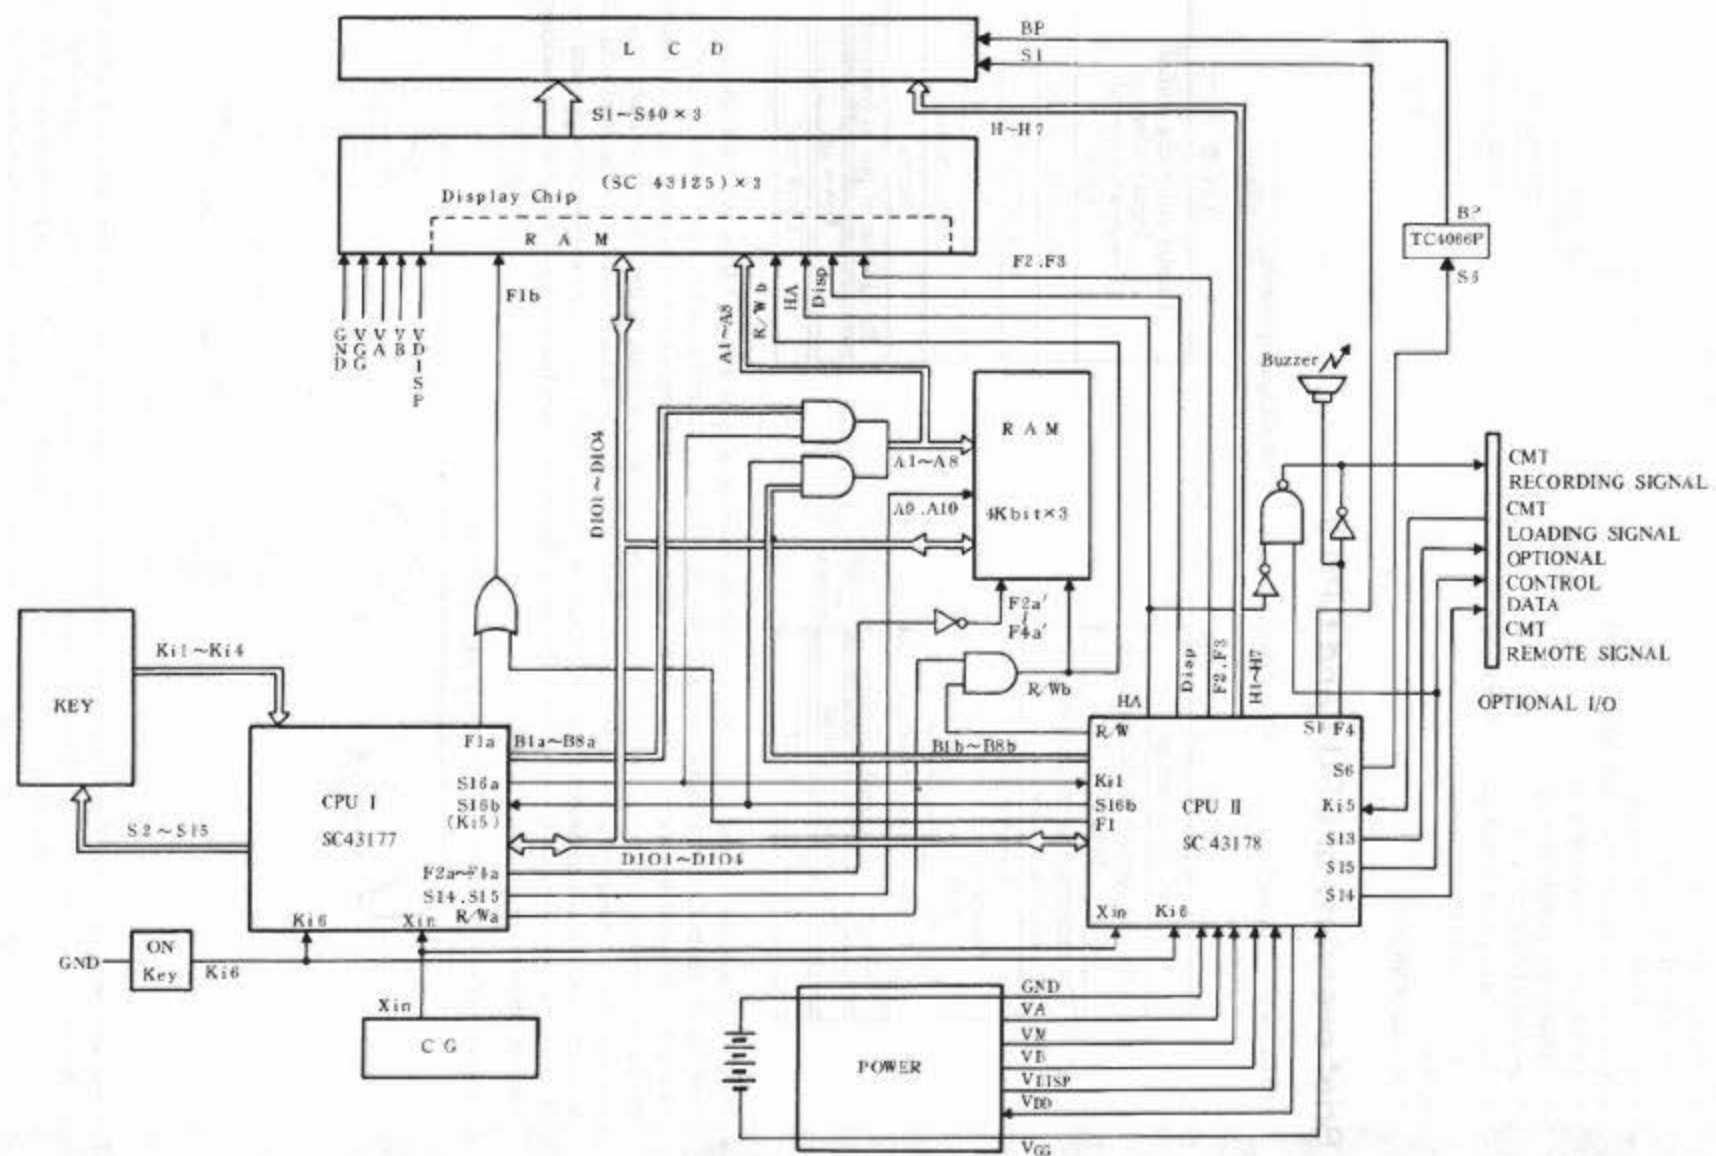 L C D
BP
S1
S1~S40×3
H~H7
(SC 43125)×3
Display Chip
R A M
BP
TC4066P
S6
F1b
A1~A8
R/Wb
HA
Disp
F2.F3
GND
VGG
VA
VB
VDISP
Buzzer
DIO1~DIO4
R A M
A1~A8
A9.A10
4Kbit×3
CMT
RECORDING SIGNAL
CMT
LOADING SIGNAL
OPTIONAL
CONTROL
DATA
CMT
REMOTE SIGNAL
OPTIONAL I/O
F2a'
~
F4a'
KEY
Ki1~Ki4
R/Wb
HA
Disp
F2.F3
H1~H7
F1a
B1a~B8a
B1b~B8b
R/W
S1
F4
S16a
Ki1
S6
CPU I
S16b
(Ki5)
S16b
CPU II
Ki5
S2~S15
SC43177
F1
SC 43178
S13
DIO1~DIO4
F2a~F4a
S15
S14.S15
S14
R/Wa
Ki6
Xin
Xin
Ki6
GND
ON
Key
Ki6
Xin
C G
POWER
GND
VA
VM
VB
VDISP
VDD
VGG